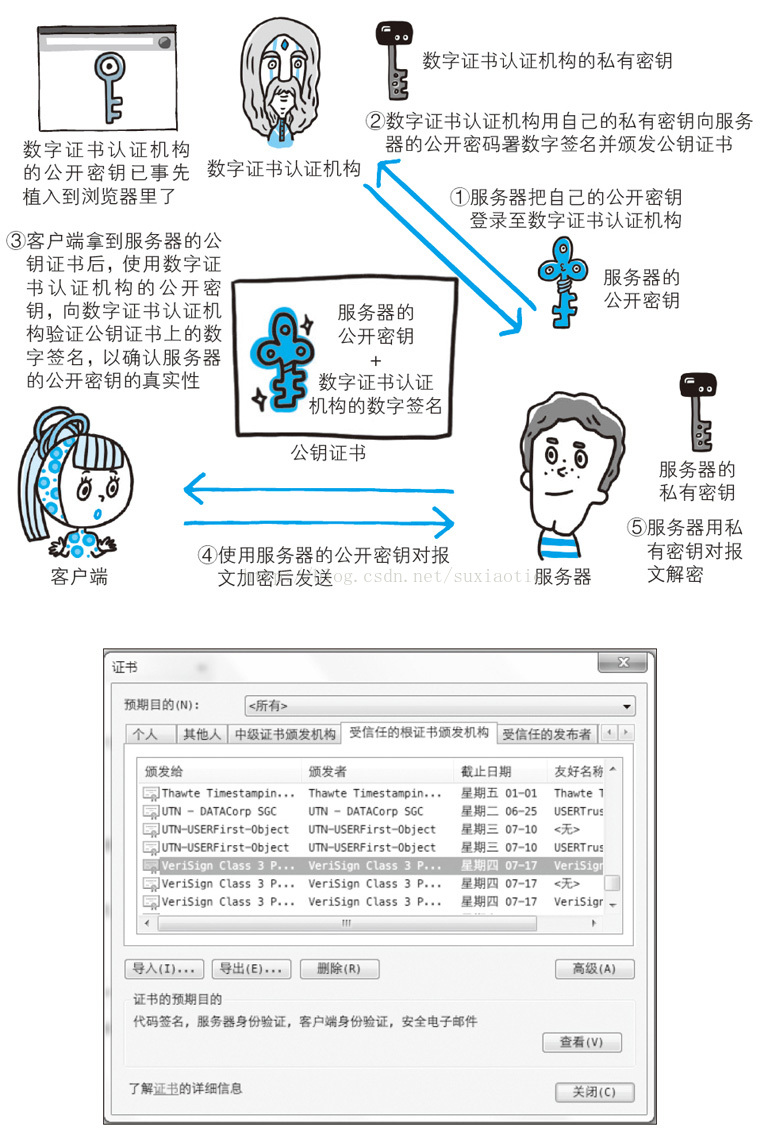 数字证书认证机构的私有密钥
②数字证书认证机构用自己的私有密钥向服务
器的公开密码署数字签名并颁发公钥证书
数字证书认证机构
的公开密钥已事先
植入到浏览器里了
数字证书认证机构
①服务器把自己的公开密钥
登录至数字证书认证机构
③客户端拿到服务器的公
钥证书后，使用数字证
书认证机构的公开密
钥，向数字证书认证机
构验证公钥证书上的数
字签名，以确认服务器
的公开密钥的真实性
服务器的
公开密钥
服务器的
公开密钥
+
数字证书认证
机构的数字签名
公钥证书
服务器的
私有密钥
⑤服务器用私
有密钥对报
文解密
④使用服务器的公开密钥对报
文加密后发送
客户端
服务器
log.csdn.net/suxiaoti
证书
预期目的(N):
<所有>
个人 其他人 中级证书颁发机构 受信任的根证书颁发机构 受信任的发布者
颁发给 颁发者 截止日期 友好名称
Thawte Timestampin... Thawte Timestampin... 星期五 01-01 Thawte T
UTN - DATACorp SGC UTN - DATACorp SGC 星期二 06-25 USERTrus
UTN-USERFirst-Object UTN-USERFirst-Object 星期三 07-10 <无>
UTN-USERFirst-Object UTN-USERFirst-Object 星期三 07-10 USERTrus
VeriSign Class 3 P... VeriSign Class 3 P... 星期四 07-17 VeriSign
VeriSign Class 3 P... VeriSign Class 3 P... 星期四 07-17 <无>
VeriSign Class 3 P... VeriSign Class 3 P... 星期四 07-17 VeriSign
导入(I)... 导出(E)... 删除(R) 高级(A)
证书的预期目的
代码签名, 服务器身份验证, 客户端身份验证, 安全电子邮件
查看(V)
了解证书的详细信息
关闭(C)